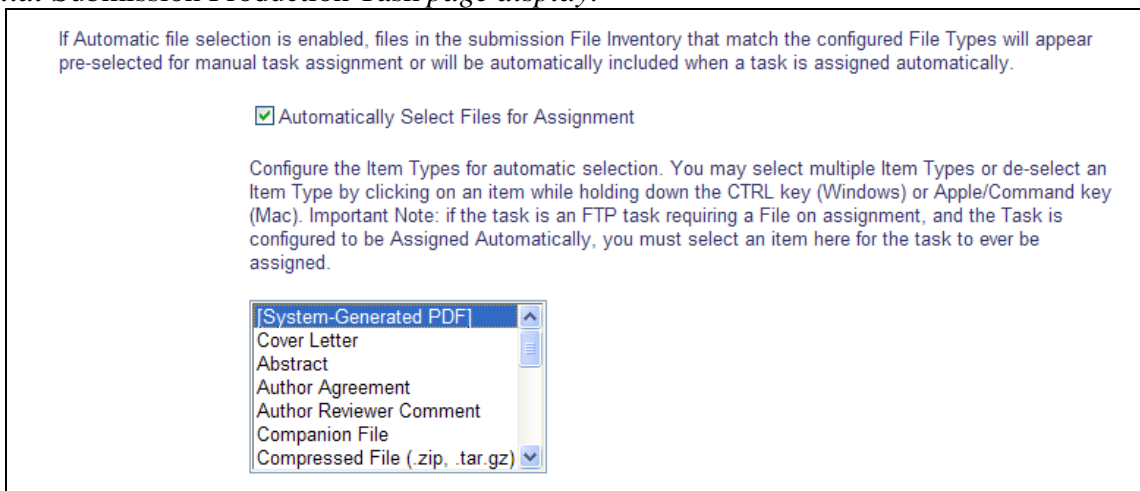 Submission Production Task page display.
If Automatic file selection is enabled, files in the submission File Inventory that match the configured File Types will appear
pre-selected for manual task assignment or will be automatically included when a task is assigned automatically.
Automatically Select Files for Assignment
Configure the Item Types for automatic selection. You may select multiple Item Types or de-select an
Item Type by clicking on an item while holding down the CTRL key (Windows) or Apple/Command key
(Mac). Important Note: if the task is an FTP task requiring a File on assignment, and the Task is
configured to be Assigned Automatically, you must select an item here for the task to ever be
assigned.
[System-Generated PDF]
Cover Letter
Abstract
Author Agreement
Author Reviewer Comment
Companion File
Compressed File (.zip, .tar.gz)